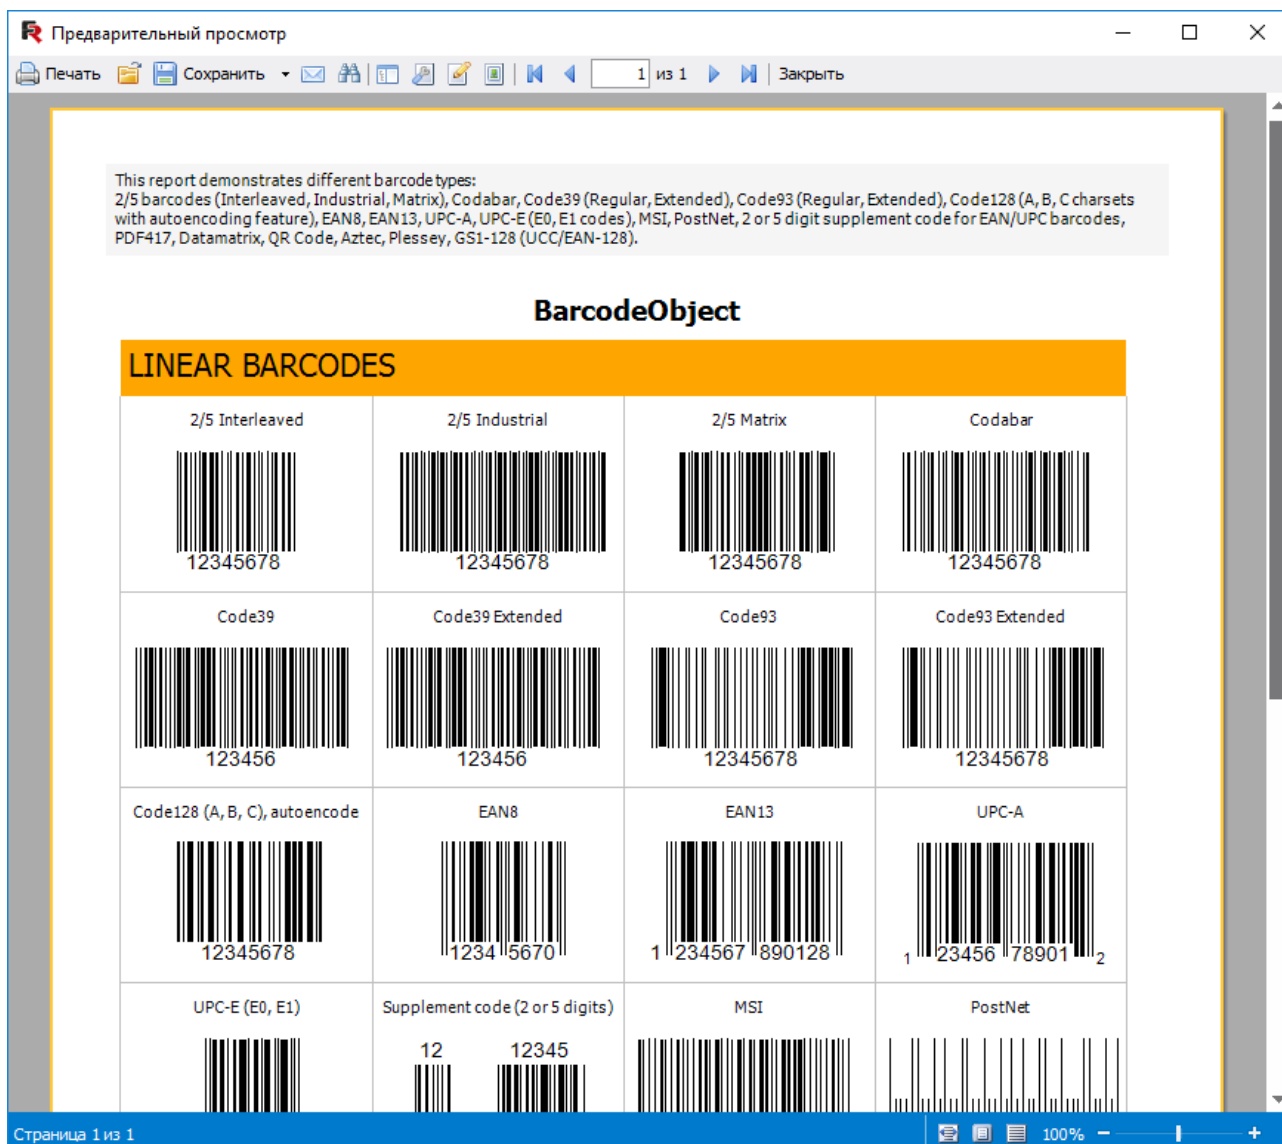 Предварительный просмотр
Печать Сохранить 1 из 1 Закрыть
This report demonstrates different barcode types:
2/5 barcodes (Interleaved, Industrial, Matrix), Codabar, Code39 (Regular, Extended), Code93 (Regular, Extended), Code128 (A, B, C charsets
with autoencoding feature), EAN8, EAN13, UPC-A, UPC-E (E0, E1 codes), MSI, PostNet, 2 or 5 digit supplement code for EAN/UPC barcodes,
PDF417, Datamatrix, QR Code, Aztec, Plessey, GS1-128 (UCC/EAN-128).
BarcodeObject
LINEAR BARCODES
2/5 Interleaved 2/5 Industrial 2/5 Matrix Codabar
12345678 12345678 12345678 12345678
Code39 Code39 Extended Code93 Code93 Extended
123456 123456 12345678 12345678
Code128 (A, B, C), autoencode EAN8 EAN13 UPC-A
12345678 1234 5670 1 234567 890128 1 23456 78901 2
UPC-E (E0, E1) Supplement code (2 or 5 digits) MSI PostNet
12 12345
Страница 1 из 1 100%